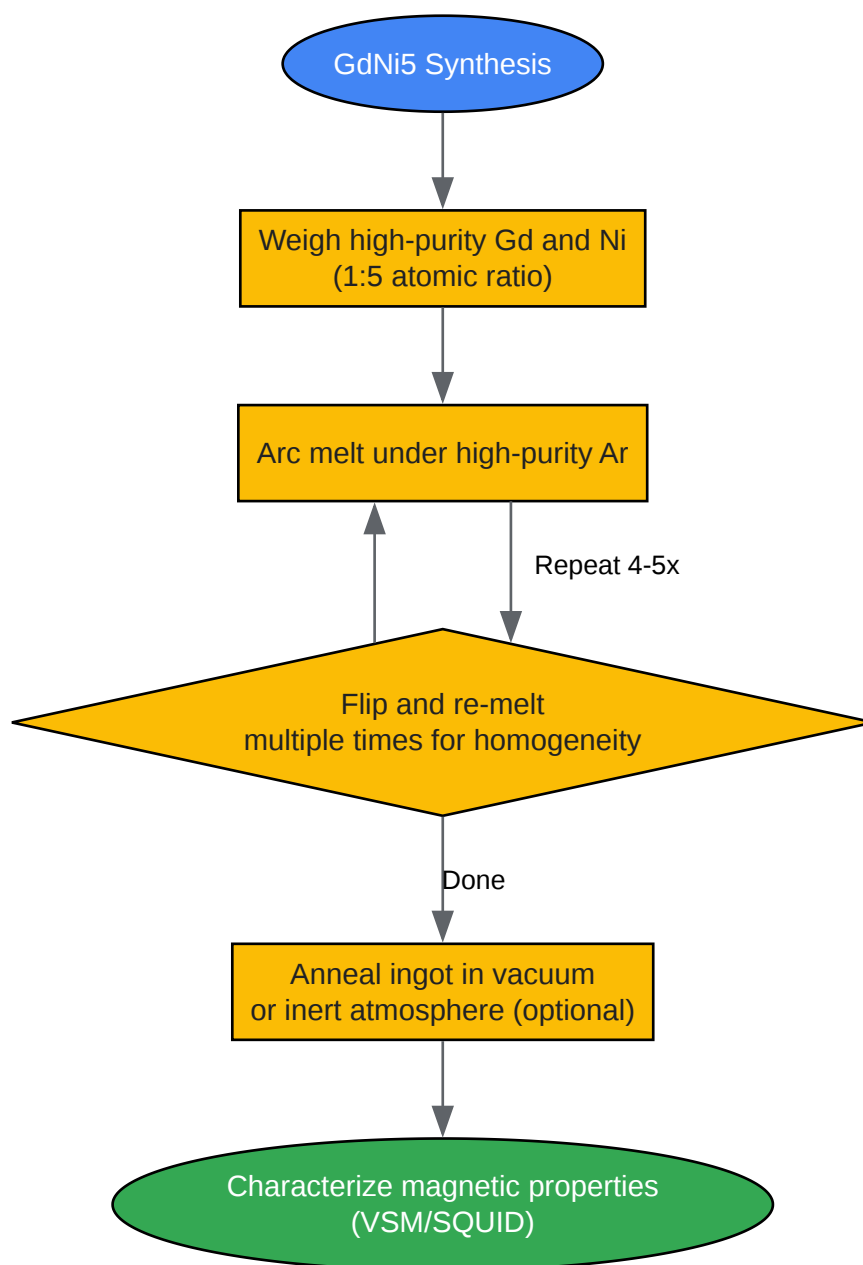 GdNi5 Synthesis
Weigh high-purity Gd and Ni
(1:5 atomic ratio)
Arc melt under high-purity Ar
Repeat 4-5x
Flip and re-melt
multiple times for homogeneity
Done
Anneal ingot in vacuum
or inert atmosphere (optional)
Characterize magnetic properties
(VSM/SQUID)